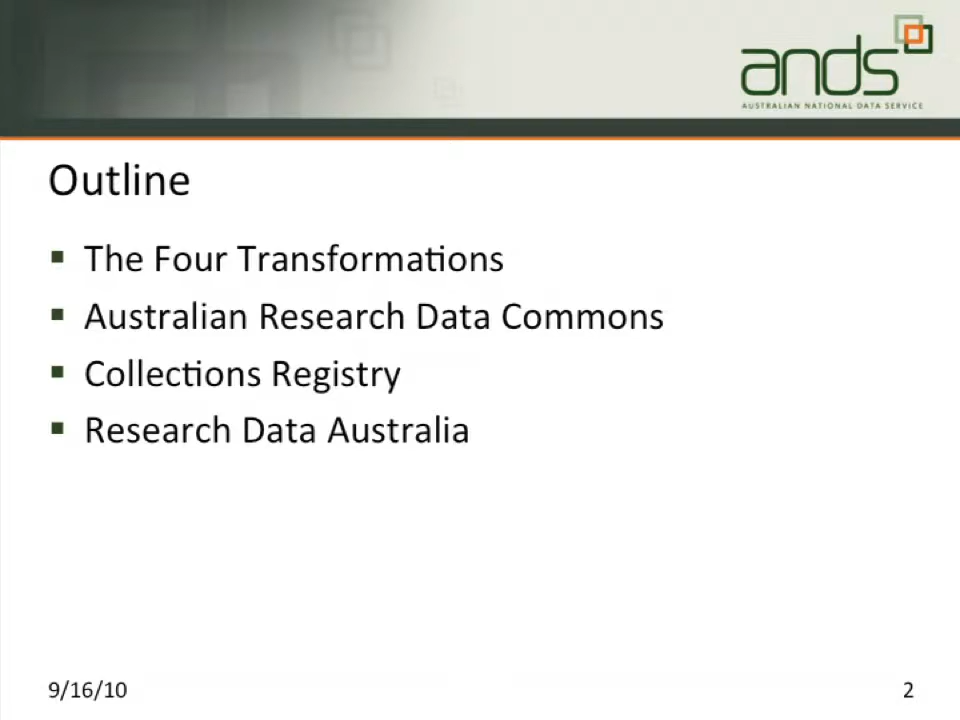 ands
AUSTRALIAN NATIONAL DATA SERVICE
Outline
▪ The Four Transformations
▪ Australian Research Data Commons
▪ Collections Registry
▪ Research Data Australia
9/16/10
2